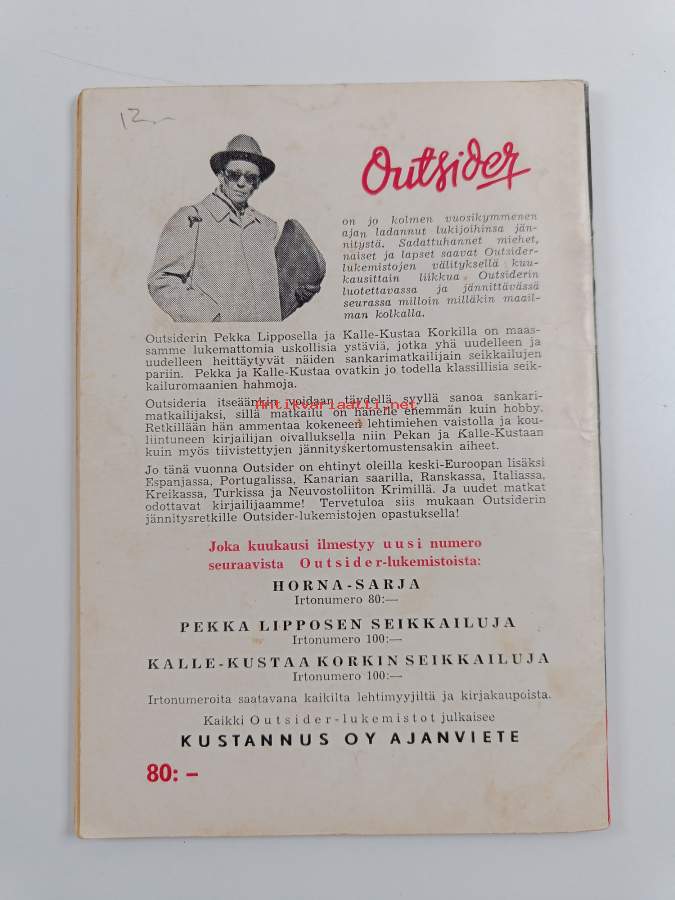 12.–
Outsider
on jo kolmen vuosikymmenen
ajan ladannut lukijoihinsa jän-
nitystä. Sadattuhannet miehet,
naiset ja lapset saavat Outsider-
lukemistojen välityksellä kuu-
kausittain liikkua Outsiderin
luotettavassa ja jännittävässä
seurassa milloin milläkin maail-
man kolkalla.
Outsiderin Pekka Lipposella ja Kalle-Kustaa Korkilla on maas-
samme lukemattomia uskollisia ystäviä, jotka yhä uudelleen ja
uudelleen heittäytyvät näiden sankarimatkailijain seikkailujen
pariin. Pekka ja Kalle-Kustaa ovatkin jo todella klassillisia seik-
kailuromaanien hahmoja.
Outsideria itseäänkin voidaan täydellä syyllä sanoa sankari-
antikvariaatti.net
matkailijaksi, sillä matkailu on hänelle enemmän kuin hobby.
Retkillään hän ammentaa kokeneen lehtimiehen vaistolla ja kou-
liintuneen kirjailijan oivalluksella niin Pekan ja Kalle-Kustaan
kuin myös tiivistettyjen jännityskertomustensakin aiheet.
Jo tänä vuonna Outsider on ehtinyt oleilla keski-Euroopan lisäksi
Espanjassa, Portugalissa, Kanarian saarilla, Ranskassa, Italiassa,
Kreikassa, Turkissa ja Neuvostoliiton Krimillä. Ja uudet matkat
odottavat kirjailijaamme! Tervetuloa siis mukaan Outsiderin
jännitysretkille Outsider-lukemistojen opastuksella!
Joka kuukausi ilmestyy uusi numero
seuraavista Outsider-lukemistoista:
HORNA-SARJA
Irtonumero 80:—
PEKKA LIPPOSEN SEIKKAILUJA
Irtonumero 100:—
KALLE-KUSTAA KORKIN SEIKKAILUJA
Irtonumero 100:—
Irtonumeroita saatavana kaikilta lehtimyyjiltä ja kirjakaupoista.
Kaikki Outsider-lukemistot julkaisee
KUSTANNUS OY AJANVIETE
80: –